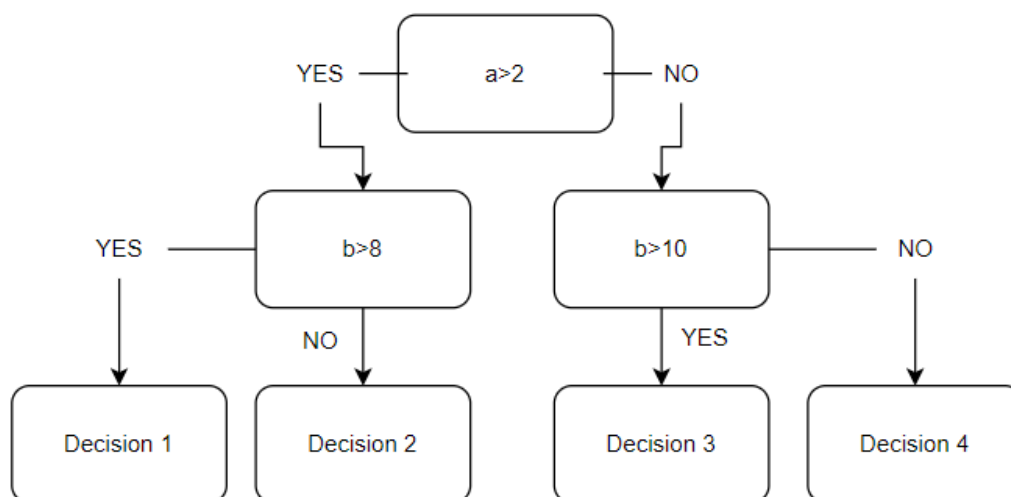 a>2
YES
NO
b>8
b>10
YES
NO
NO
YES
Decision 1
Decision 2
Decision 3
Decision 4